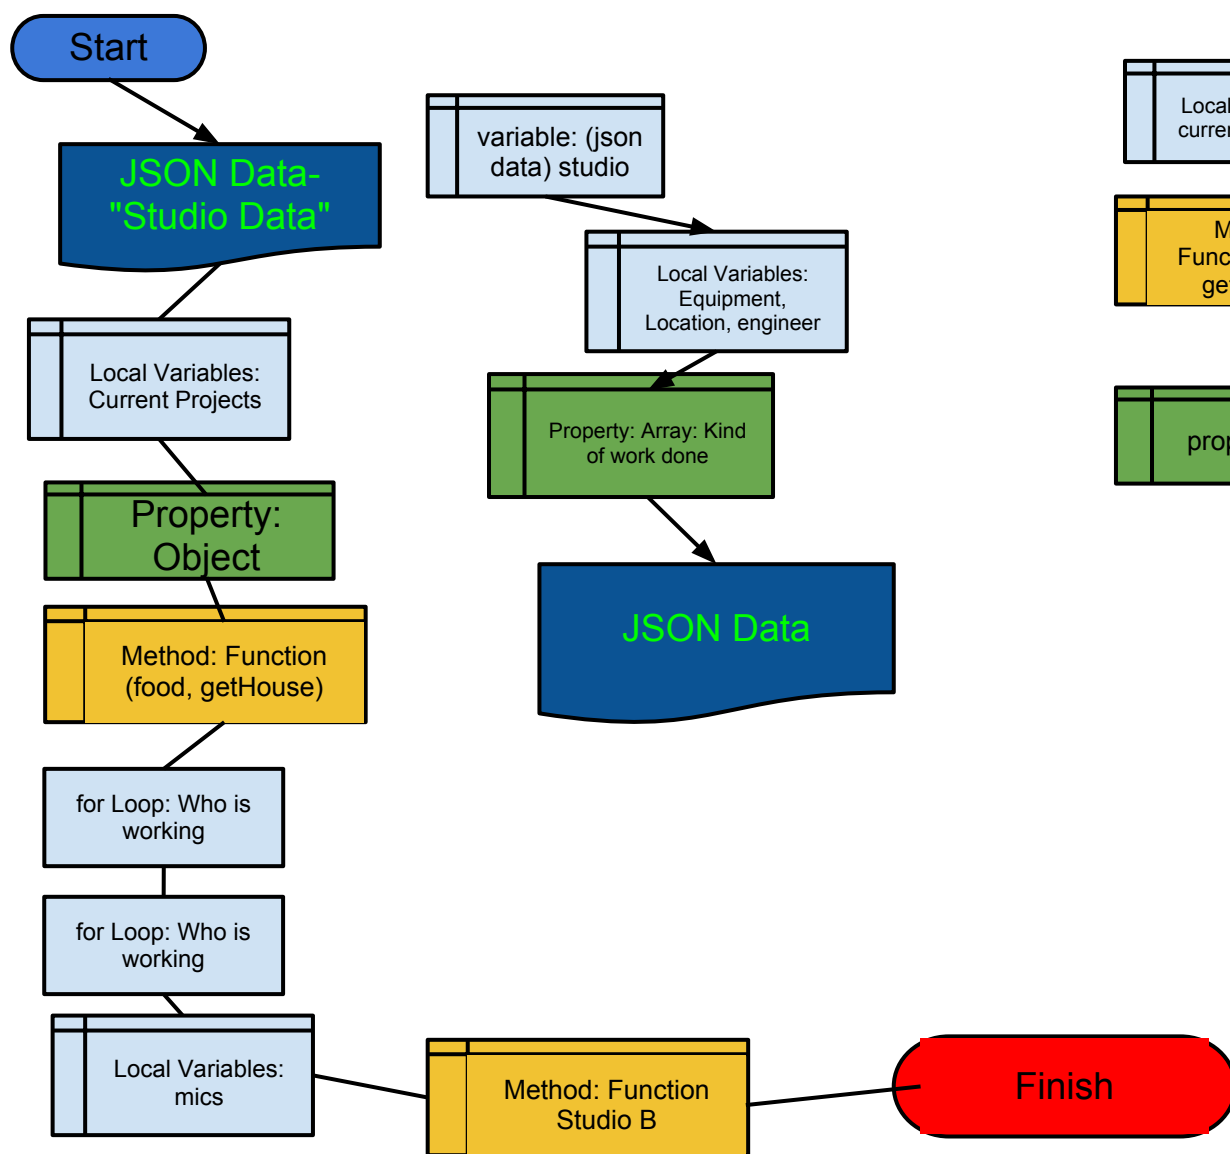 Start
JSON Data-
"Studio Data"
Local Variables:
Current Projects
Property:
Object
Method: Function
(food, getHouse)
for Loop: Who is
working
for Loop: Who is
working
Local Variables:
mics
Method: Function
Studio B
Finish
variable: (json
data) studio
Local Variables:
Equipment,
Location, engineer
Property: Array: Kind
of work done
JSON Data
Local